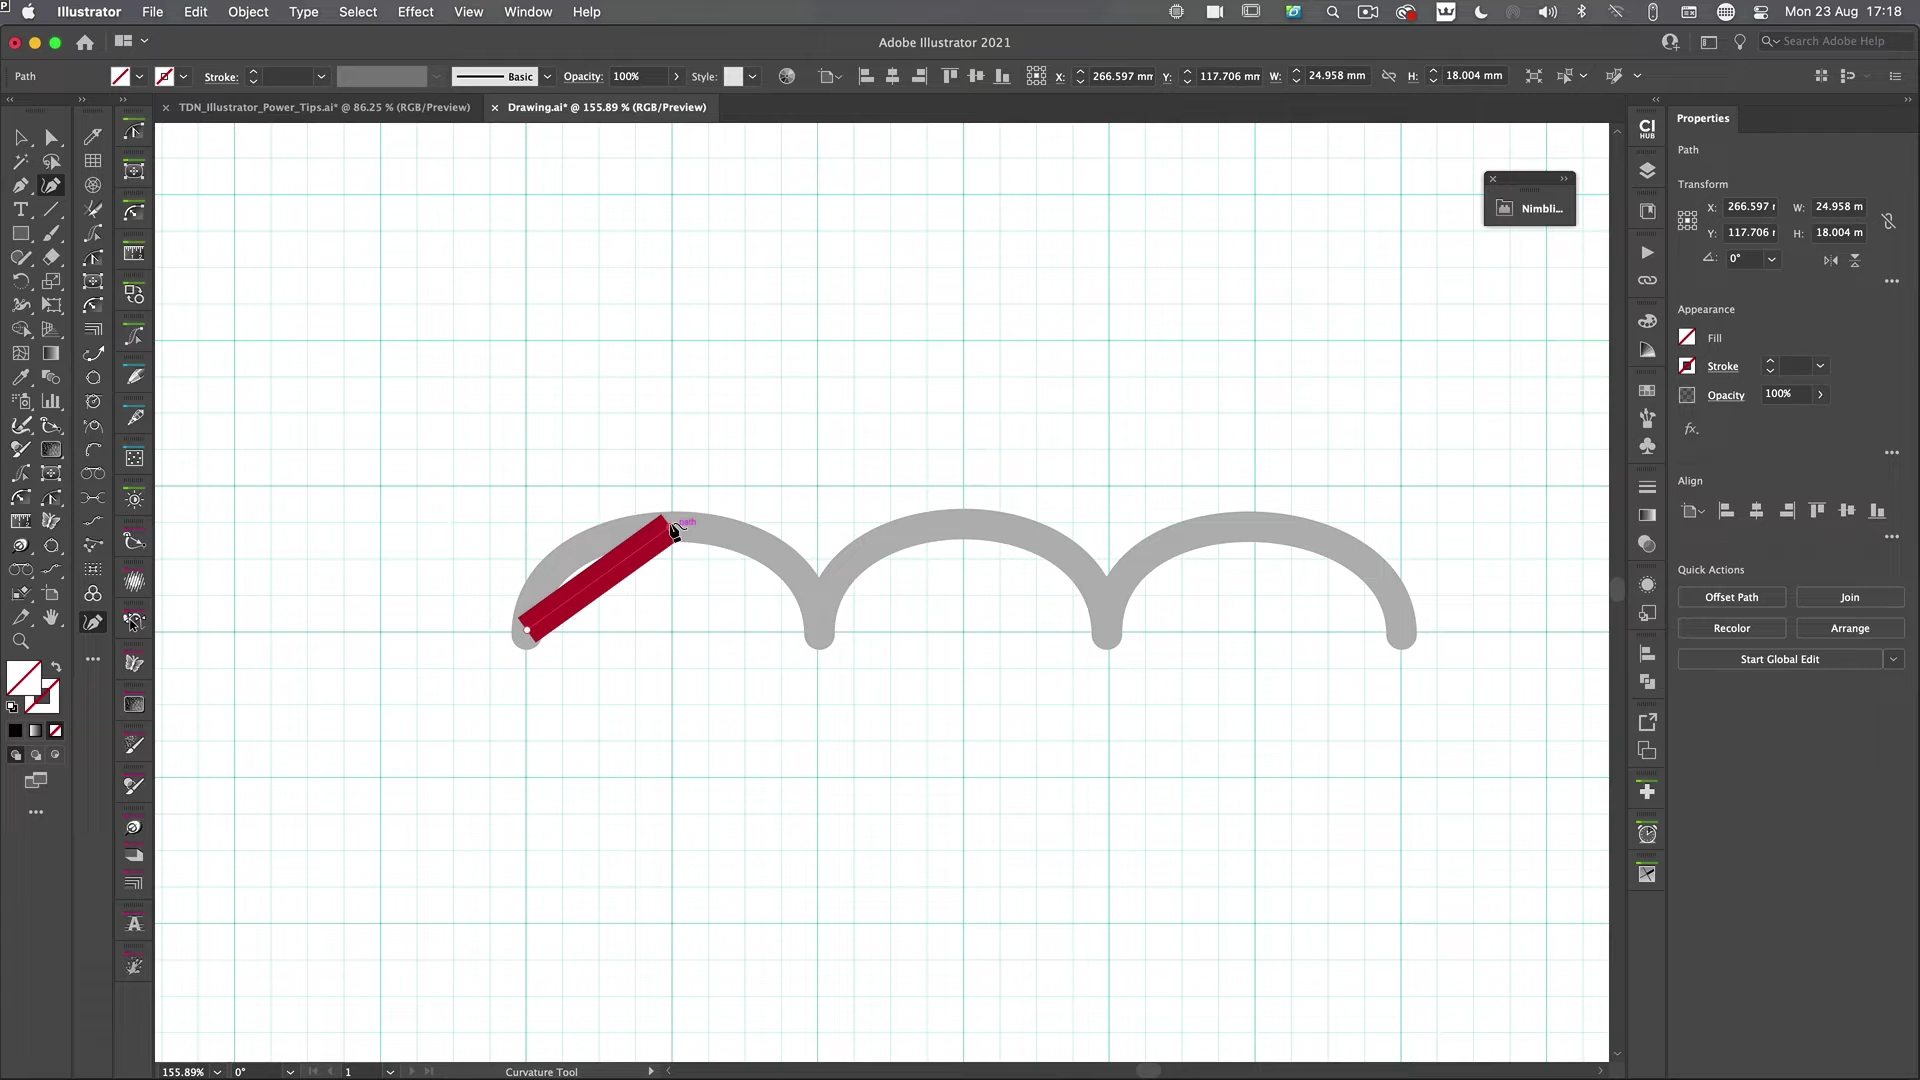 P
Illustrator File Edit Object Type Select Effect View Window Help
Mon 23 Aug 17:18
Adobe Illustrator 2021
Search Adobe Help
Path
Stroke:
Basic
Opacity: 100%
Style:
X: 266.597 mm
Y: 117.706 mm
W: 24.958 mm
H: 18.004 mm
TDN_Illustrator_Power_Tips.ai* @ 86.25 % (RGB/Preview)
Drawing.ai* @ 155.89 % (RGB/Preview)
CI
HUB
Properties
Path
Transform
X: 266.597 r
W: 24.958 m
Y: 117.706 r
H: 18.004 m
0°
Appearance
Fill
Stroke
Opacity 100%
fx.
Align
Quick Actions
Offset Path
Join
Recolor
Arrange
Start Global Edit
Nimbli...
path
155.89%
0°
1
Curvature Tool